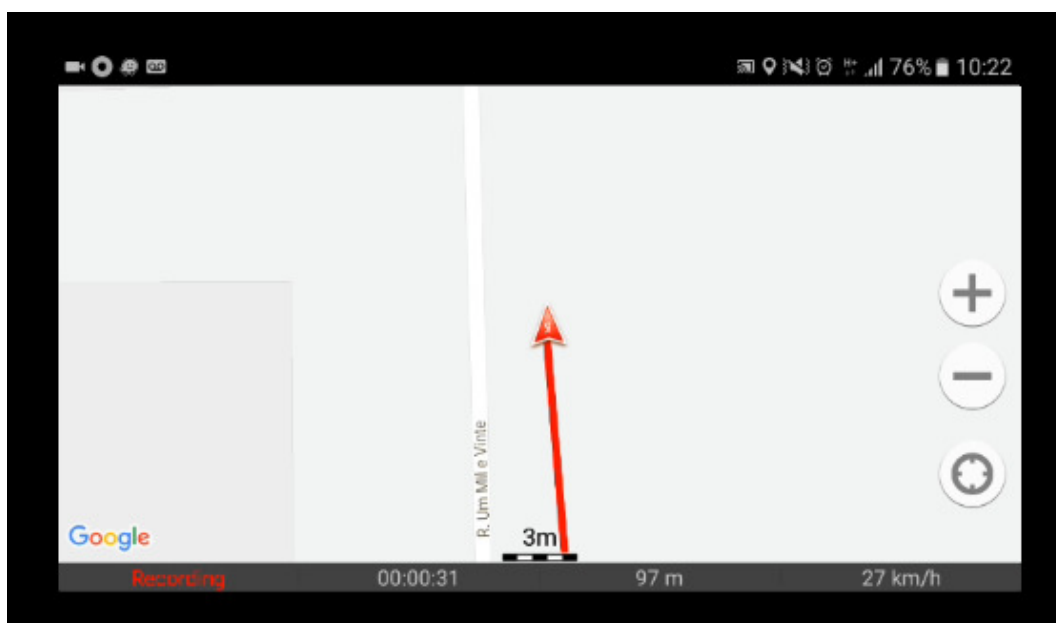 76% 10:22
R. Um Mil e Vinte
Google
3m
Recording 00:00:31 97 m 27 km/h